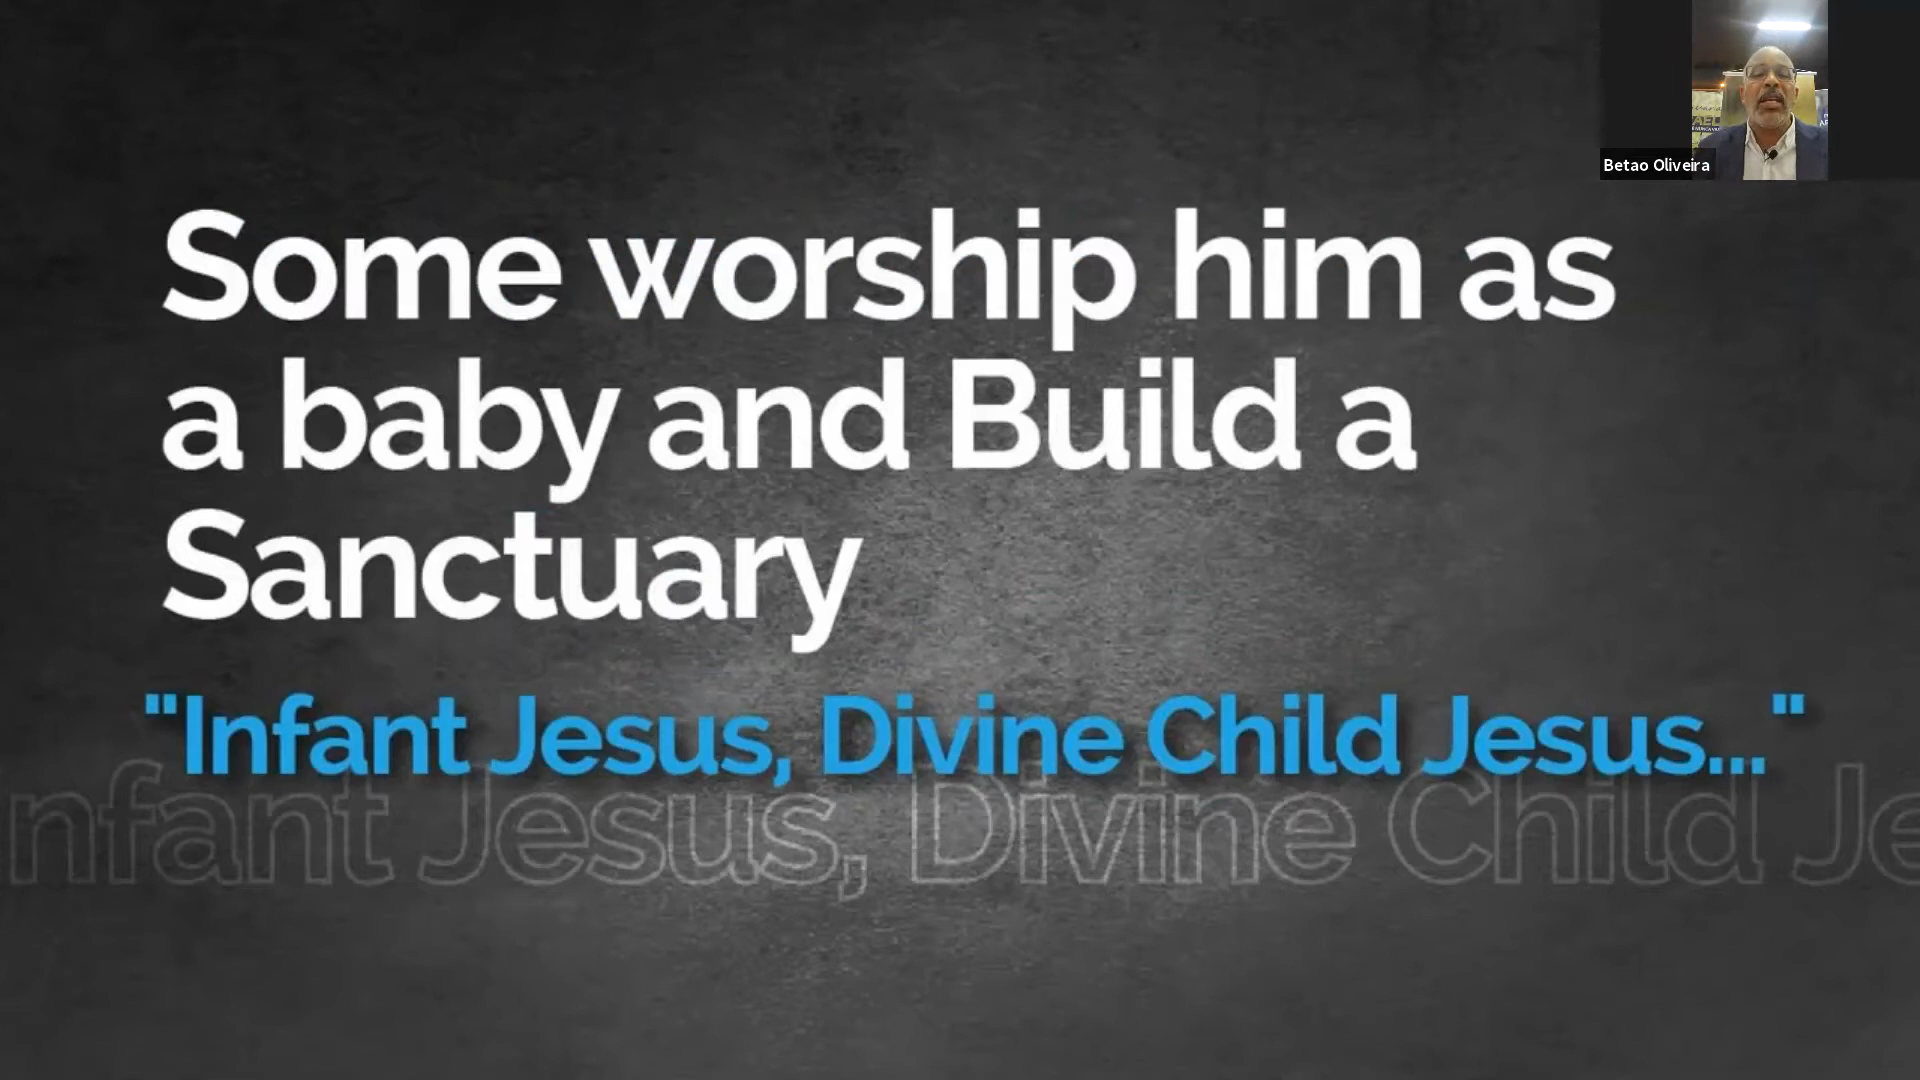 Betao Oliveira
Some worship him as
a baby and Build a
Sanctuary
"Infant Jesus, Divine Child Jesus..."
nfant Jesus, Divine Child Je